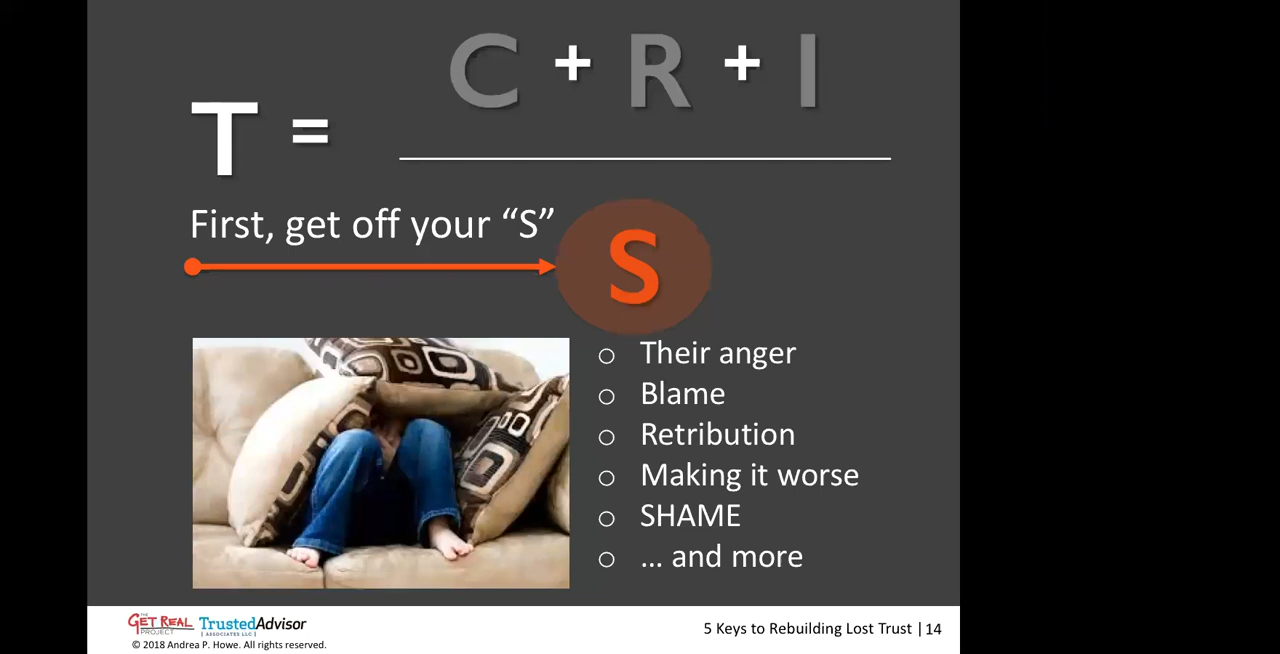 C + R + I
T =
First, get off your “S”
S
Their anger
Blame
Retribution
Making it worse
SHAME
... and more
THE
GET REAL
PROJECT
TrustedAdvisor
[ ASSOCIATES LLC ]
5 Keys to Rebuilding Lost Trust | 14
© 2018 Andrea P. Howe. All rights reserved.